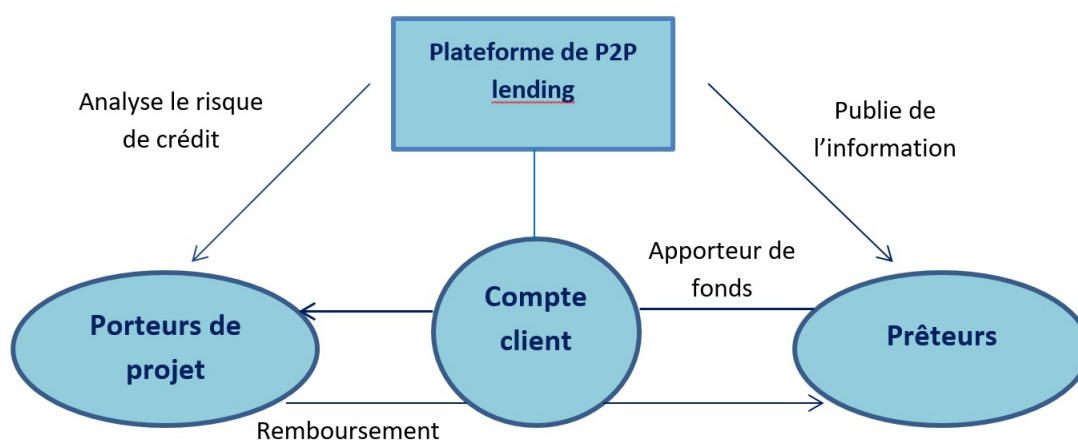 Plateforme de P2P
lending
Analyse le risque
de crédit
Publie de
l’information
Apporteur de
fonds
Porteurs de
projet
Compte
client
Prêteurs
Remboursement